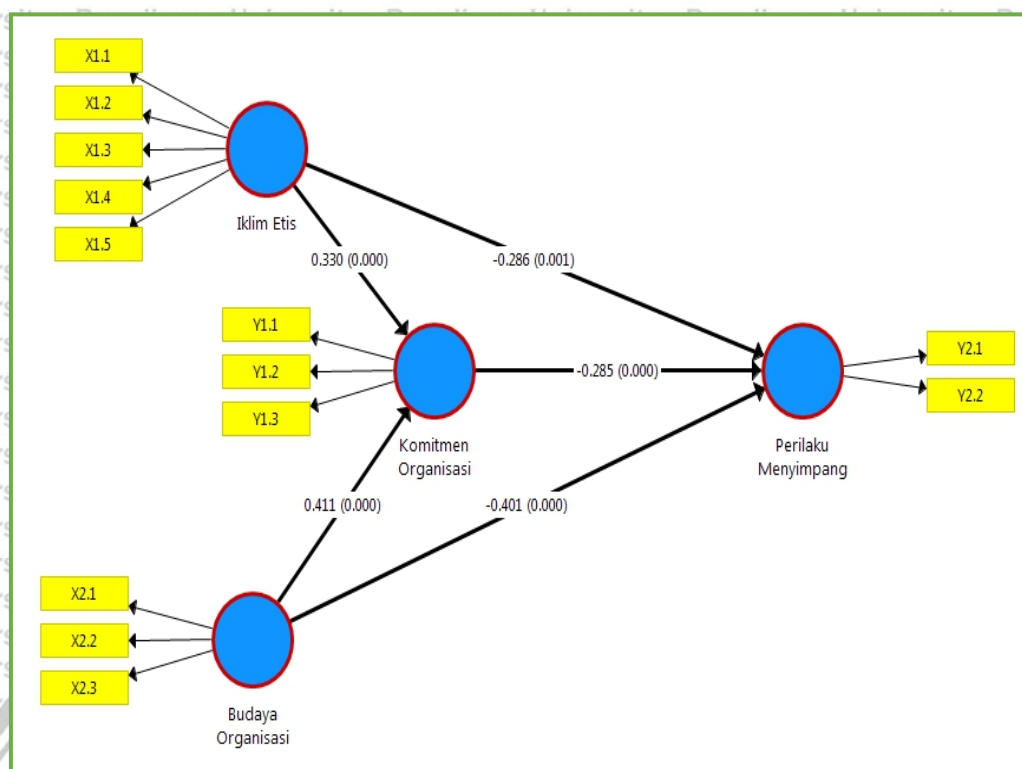 X1.1
X1.2
X1.3
X1.4
X1.5
Iklim Etis
0.330 (0.000)
-0.286 (0.001)
Y1.1
Y1.2
Y1.3
-0.285 (0.000)
Y2.1
Y2.2
Komitmen
Organisasi
Perilaku
Menyimpang
0.411 (0.000)
-0.401 (0.000)
X2.1
X2.2
X2.3
Budaya
Organisasi